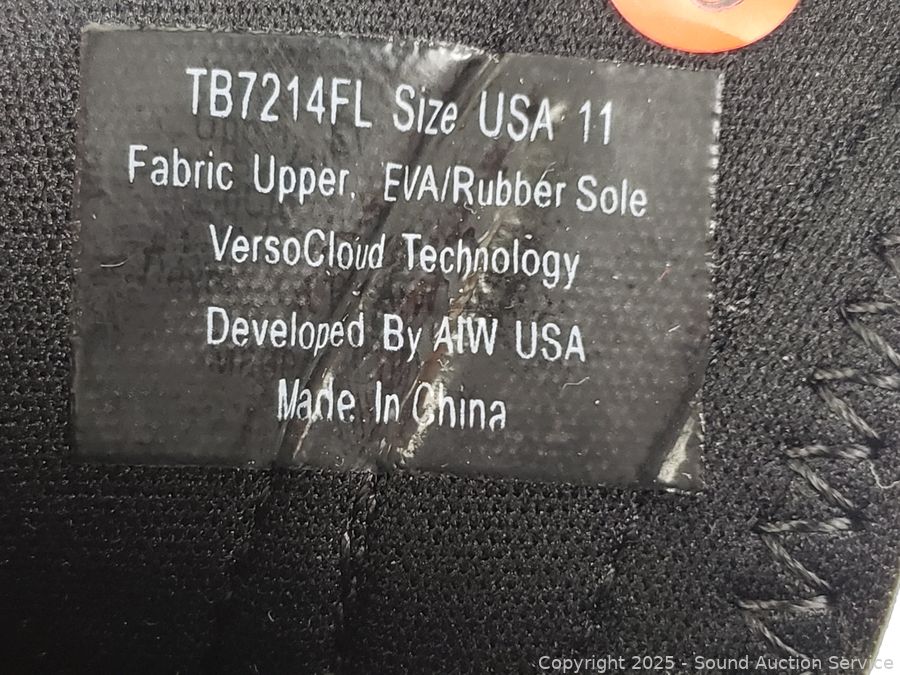 TB7214FL Size USA 11
Fabric Upper, EVA/Rubber Sole
VersoCloud Technology
Developed By AIW USA
Made In China
Copyright 2025 - Sound Auction Service